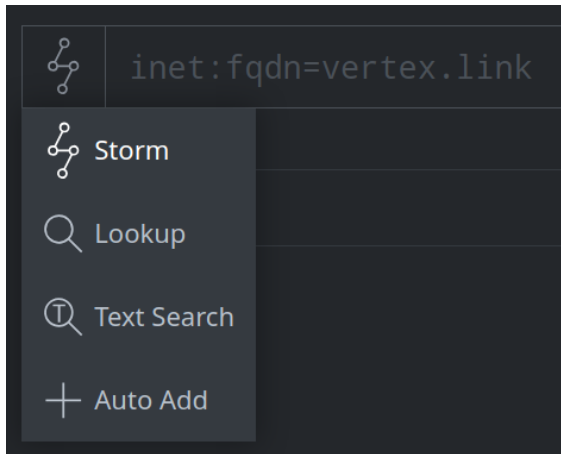 inet:fqdn=vertex.link
Storm
Lookup
Text Search
Auto Add